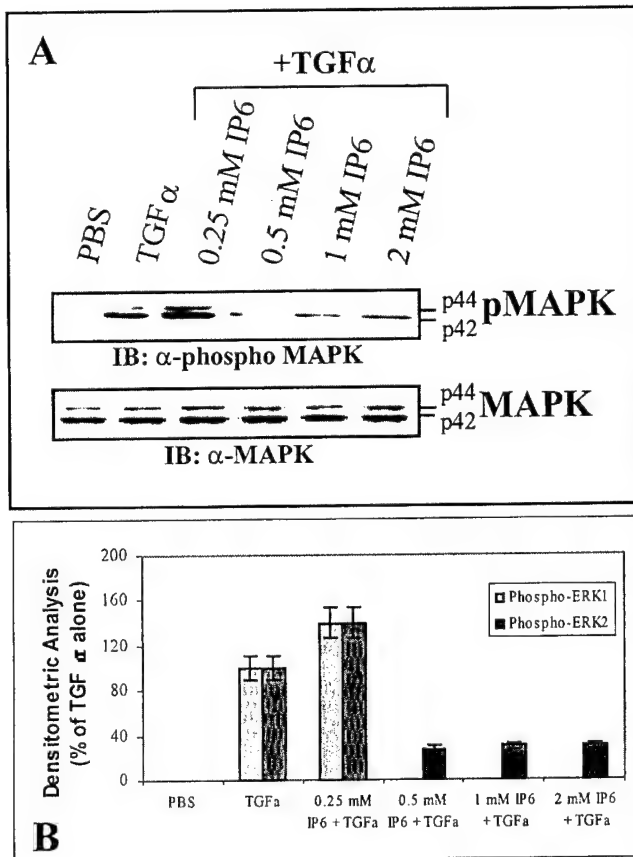 A
+TGFα
PBS
TGFα
0.25 mM IP6
0.5 mM IP6
1 mM IP6
2 mM IP6
p44
p42
pMAPK
IB: α-phospho MAPK
p44
p42
MAPK
IB: α-MAPK
Densitometric Analysis
(% of TGF α alone)
200
160
120
80
40
0
Phospho-ERK1
Phospho-ERK2
PBS
TGFa
0.25 mM
IP6 + TGFa
0.5 mM
IP6 + TGFa
1 mM IP6
+ TGFa
2 mM IP6
+ TGFa
B